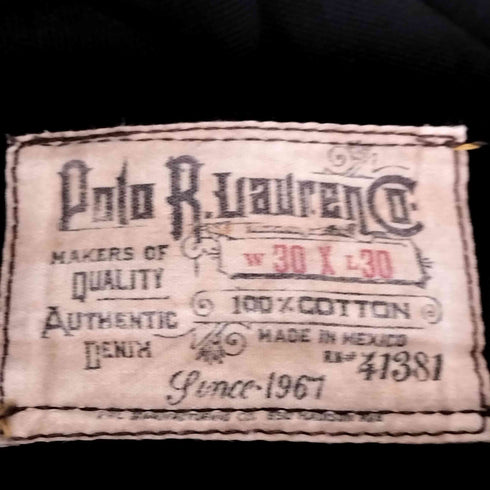 Polo R. Lauren Co.
MAKERS OF
QUALITY
AUTHENTIC
DENIM
W 30 X L 30
100% COTTON
MADE IN MEXICO
RN# 41381
Since 1967